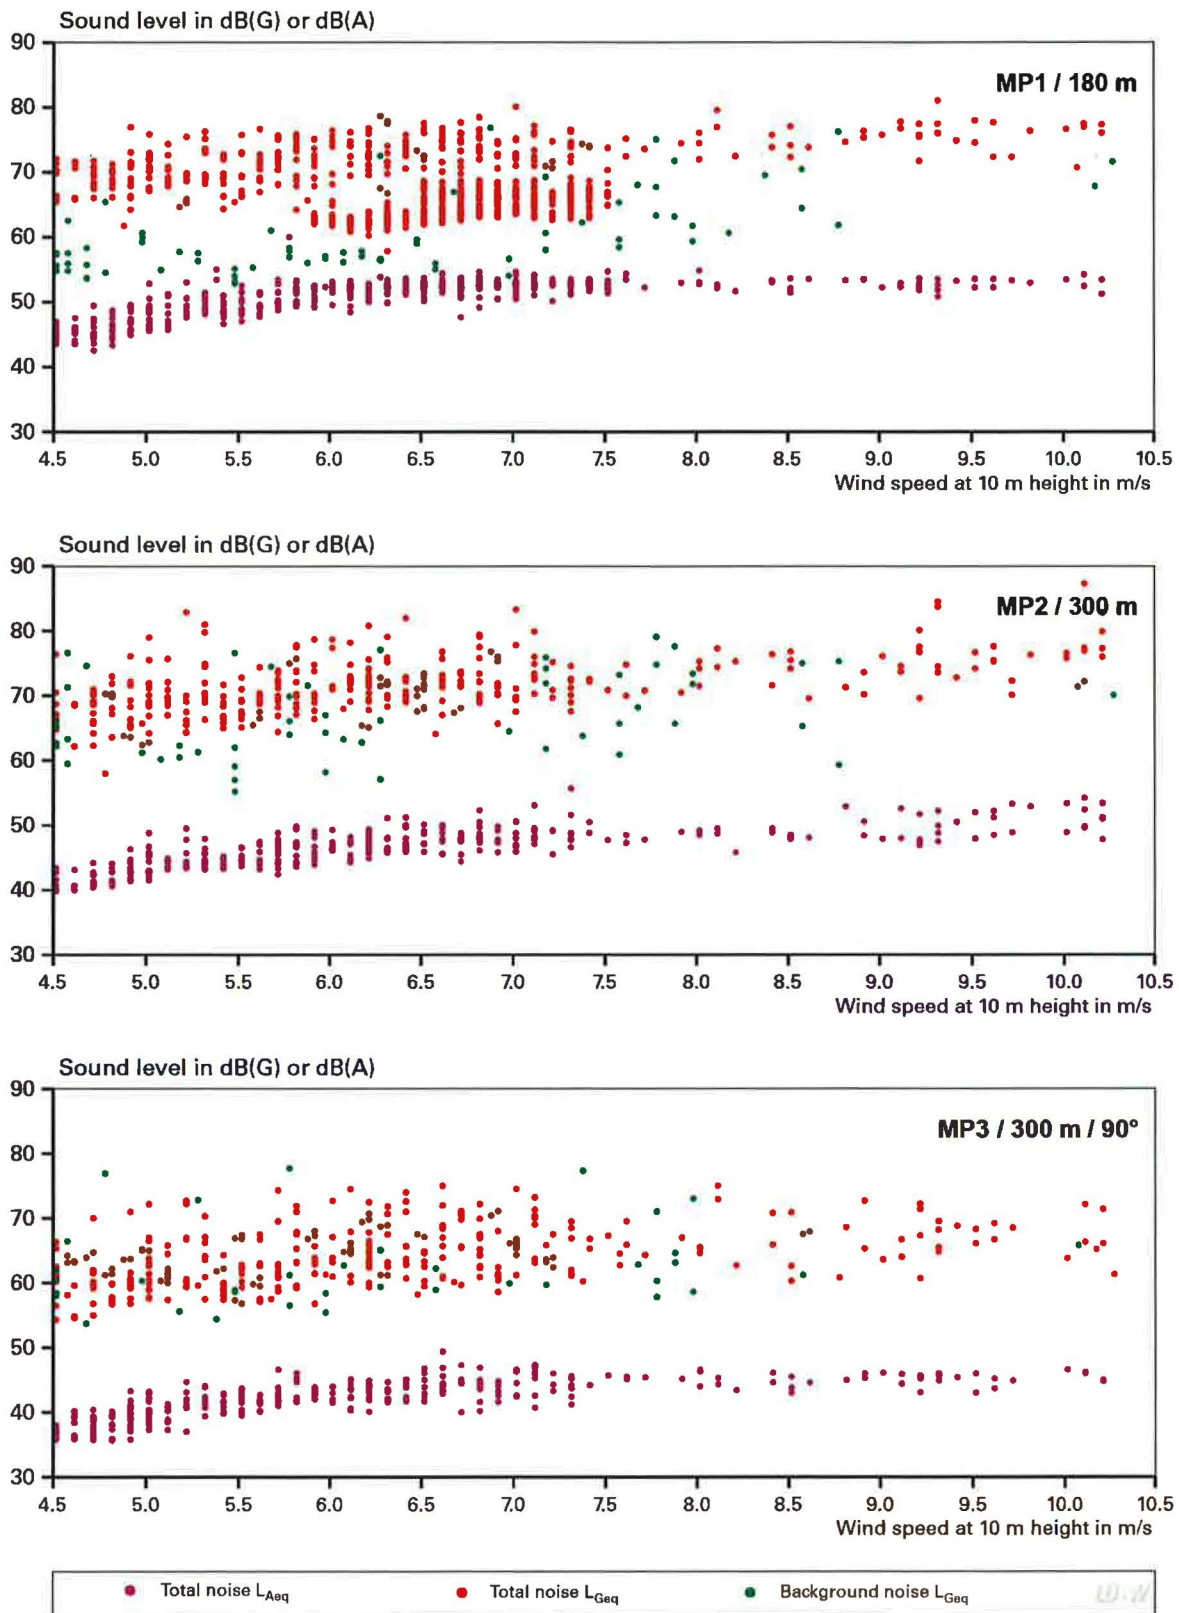 Sound level in dB(G) or dB(A)
90
MP1 / 180 m
80
70
60
50
40
30
4.5 5.0 5.5 6.0 6.5 7.0 7.5 8.0 8.5 9.0 9.5 10.0 10.5
Wind speed at 10 m height in m/s
Sound level in dB(G) or dB(A)
90
MP2 / 300 m
80
70
60
50
40
30
4.5 5.0 5.5 6.0 6.5 7.0 7.5 8.0 8.5 9.0 9.5 10.0 10.5
Wind speed at 10 m height in m/s
Sound level in dB(G) or dB(A)
90
MP3 / 300 m / 90°
80
70
60
50
40
30
4.5 5.0 5.5 6.0 6.5 7.0 7.5 8.0 8.5 9.0 9.5 10.0 10.5
Wind speed at 10 m height in m/s
Total noise LAeq Total noise LGeq Background noise LGeq